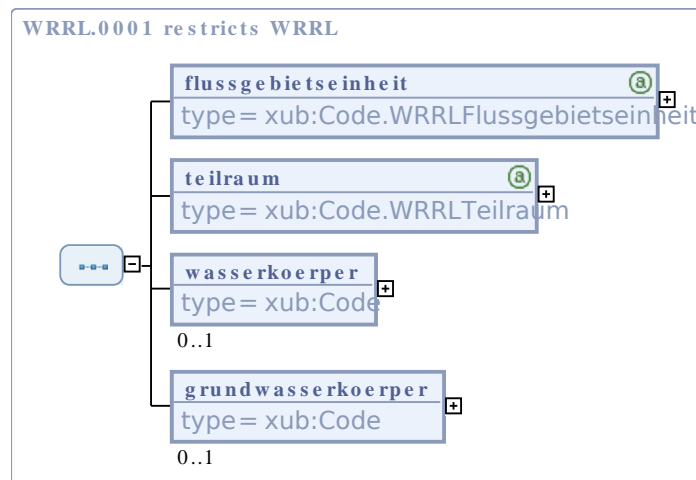 WRRL.0001 restricts WRRL
flussgebietseinheit a
type= xub:Code.WRRLFlussgebietseinheit
teilraum a
type= xub:Code.WRRLTeilraum
wasserkoerper
type= xub:Code
0..1
grundwasserkoerper
type= xub:Code
0..1